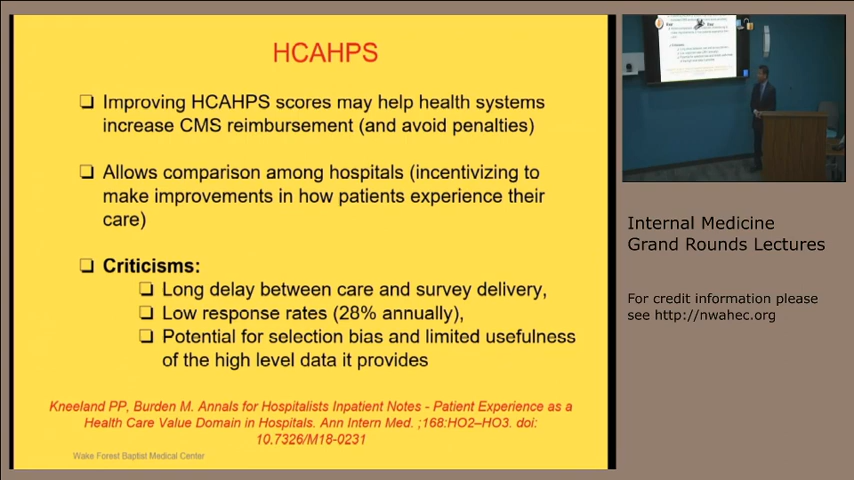 HCAHPS
❑ Improving HCAHPS scores may help health systems
increase CMS reimbursement (and avoid penalties)
❑ Allows comparison among hospitals (incentivizing to
make improvements in how patients experience their
care)
❑ Criticisms:
❑ Long delay between care and survey delivery,
❑ Low response rates (28% annually),
❑ Potential for selection bias and limited usefulness
of the high level data it provides
Kneeland PP, Burden M. Annals for Hospitalists Inpatient Notes - Patient Experience as a
Health Care Value Domain in Hospitals. Ann Intern Med. ;168:HO2–HO3. doi:
10.7326/M18-0231
Wake Forest Baptist Medical Center
Internal Medicine
Grand Rounds Lectures
For credit information please
see http://nwahec.org